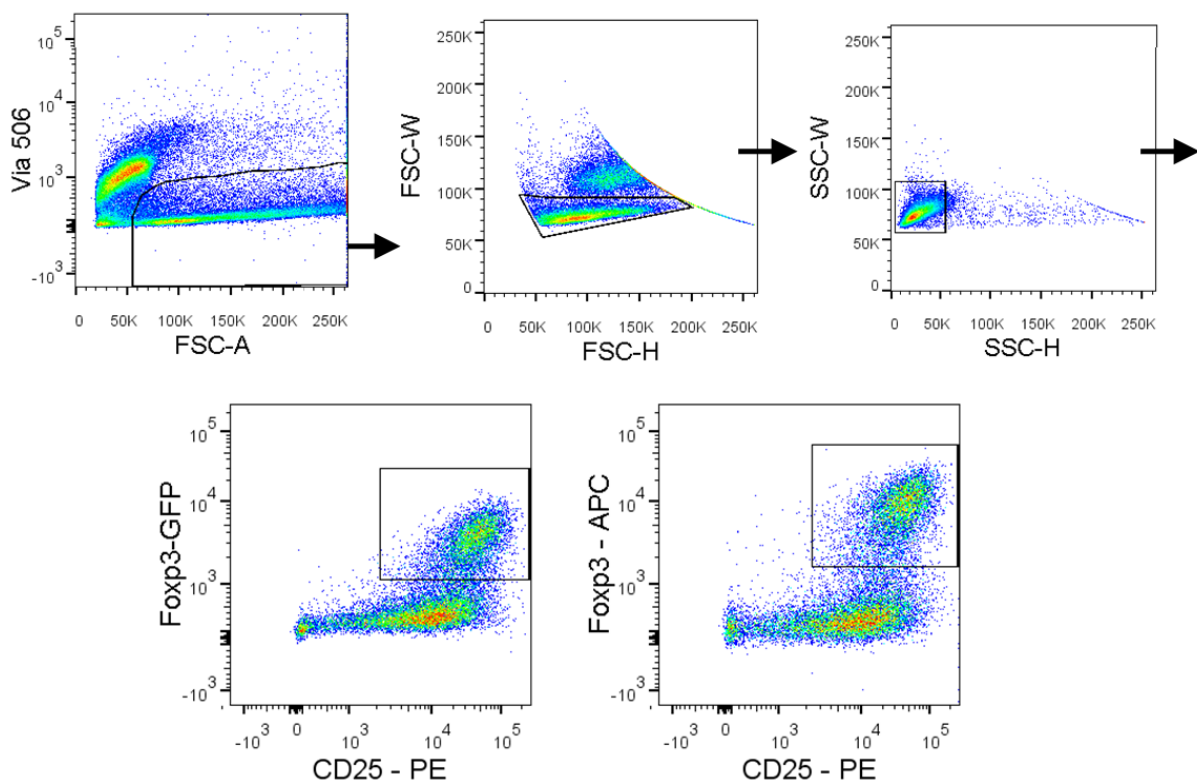 Via 506
10^5
10^4
10^3
-10^3
0 50K 100K 150K 200K 250K
FSC-A
FSC-W
250K
200K
150K
100K
50K
0
0 50K 100K 150K 200K 250K
FSC-H
SSC-W
250K
200K
150K
100K
50K
0
0 50K 100K 150K 200K 250K
SSC-H
Foxp3-GFP
10^5
10^4
10^3
-10^3
-10^3 0 10^3 10^4 10^5
CD25 - PE
Foxp3 - APC
10^5
10^4
10^3
-10^3
-10^3 0 10^3 10^4 10^5
CD25 - PE